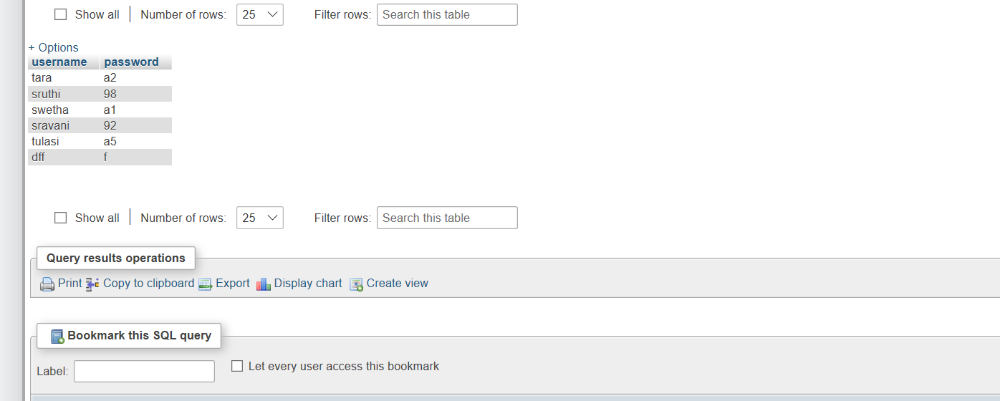 Show all | Number of rows: 25 Filter rows: Search this table
+ Options
username password
tara a2
sruthi 98
swetha a1
sravani 92
tulasi a5
dff f
Show all | Number of rows: 25 Filter rows: Search this table
Query results operations
Print Copy to clipboard Export Display chart Create view
Bookmark this SQL query
Label: Let every user access this bookmark